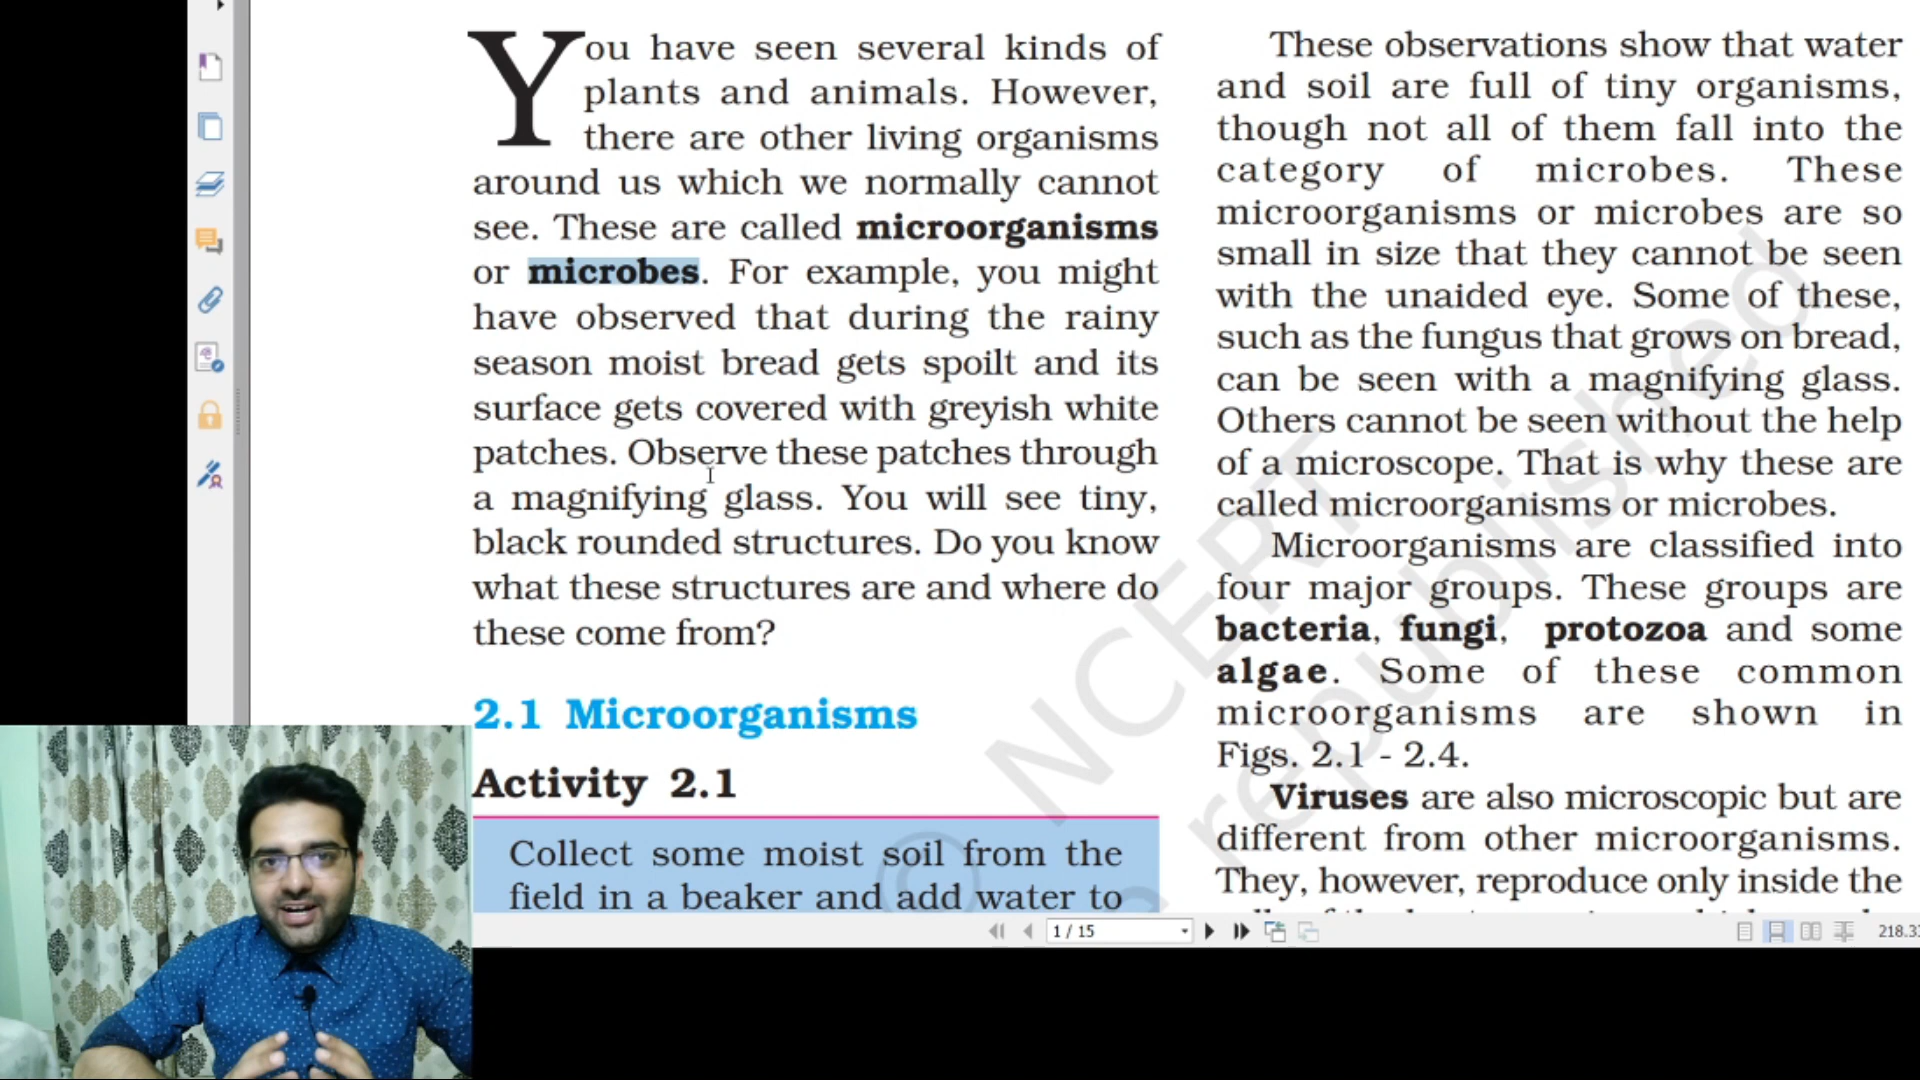 You have seen several kinds of
plants and animals. However,
there are other living organisms
around us which we normally cannot
see. These are called microorganisms
or microbes. For example, you might
have observed that during the rainy
season moist bread gets spoilt and its
surface gets covered with greyish white
patches. Observe these patches through
a magnifying glass. You will see tiny,
black rounded structures. Do you know
what these structures are and where do
these come from?
2.1 Microorganisms
Activity 2.1
Collect some moist soil from the
field in a beaker and add water to
These observations show that water
and soil are full of tiny organisms,
though not all of them fall into the
category of microbes. These
microorganisms or microbes are so
small in size that they cannot be seen
with the unaided eye. Some of these,
such as the fungus that grows on bread,
can be seen with a magnifying glass.
Others cannot be seen without the help
of a microscope. That is why these are
called microorganisms or microbes.
Microorganisms are classified into
four major groups. These groups are
bacteria, fungi, protozoa and some
algae. Some of these common
microorganisms are shown in
Figs. 2.1 - 2.4.
Viruses are also microscopic but are
different from other microorganisms.
They, however, reproduce only inside the
© NCERT
republished
1 / 15